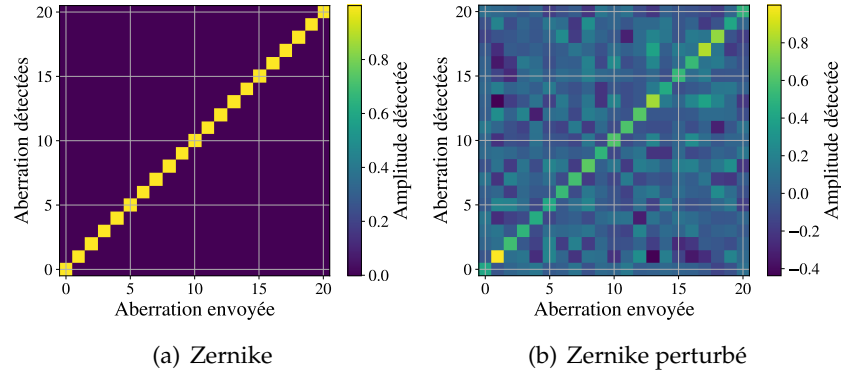 20
15
10
5
0
Aberration détectées
0 5 10 15 20
Aberration envoyée
0.8
0.6
0.4
0.2
0.0
Amplitude détectée
(a) Zernike
20
15
10
5
0
Aberration détectées
0 5 10 15 20
Aberration envoyée
0.8
0.6
0.4
0.2
0.0
−0.2
−0.4
Amplitude détectée
(b) Zernike perturbé